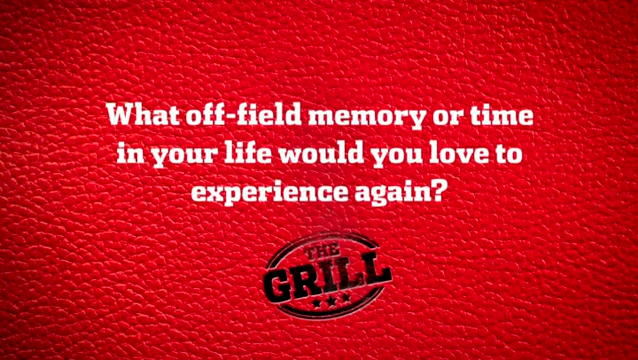 What off-field memory or time
in your life would you love to
experience again?
THE
GRILL